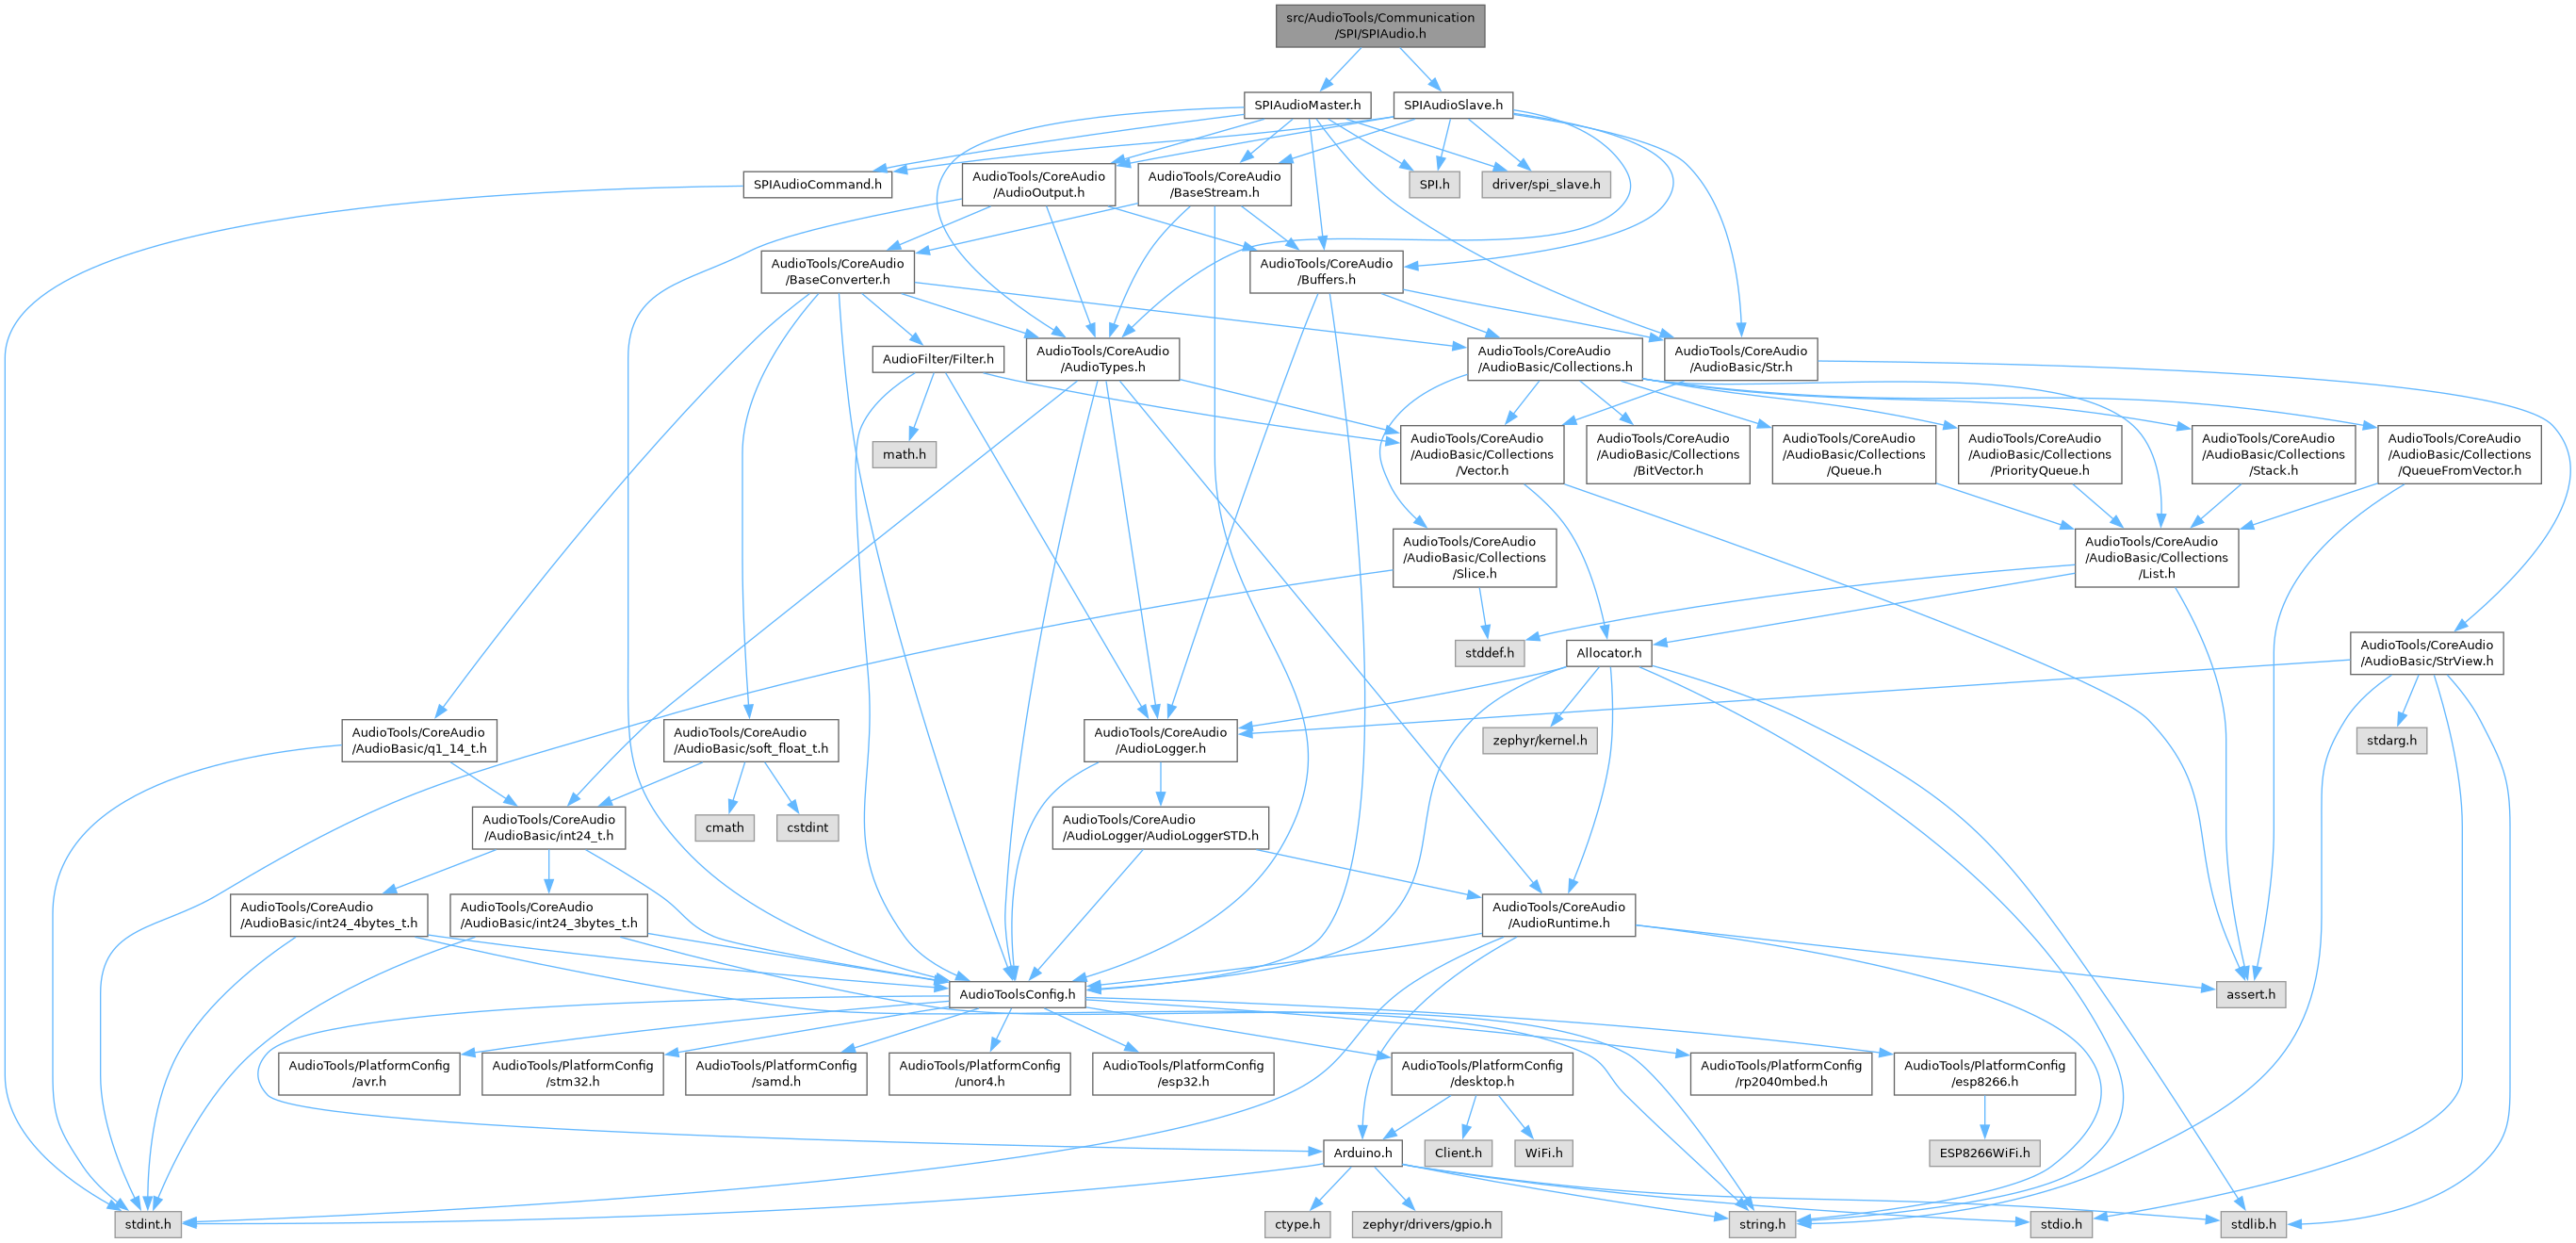 src/AudioTools/Communication
/SPI/SPIAudio.h
SPIAudioMaster.h
SPIAudioSlave.h
SPIAudioCommand.h
AudioTools/CoreAudio
/AudioOutput.h
AudioTools/CoreAudio
/BaseStream.h
SPI.h
driver/spi_slave.h
AudioTools/CoreAudio
/BaseConverter.h
AudioTools/CoreAudio
/Buffers.h
AudioFilter/Filter.h
AudioTools/CoreAudio
/AudioTypes.h
AudioTools/CoreAudio
/AudioBasic/Collections.h
AudioTools/CoreAudio
/AudioBasic/Str.h
math.h
AudioTools/CoreAudio
/AudioBasic/Collections
/Vector.h
AudioTools/CoreAudio
/AudioBasic/Collections
/BitVector.h
AudioTools/CoreAudio
/AudioBasic/Collections
/Queue.h
AudioTools/CoreAudio
/AudioBasic/Collections
/PriorityQueue.h
AudioTools/CoreAudio
/AudioBasic/Collections
/Stack.h
AudioTools/CoreAudio
/AudioBasic/Collections
/QueueFromVector.h
AudioTools/CoreAudio
/AudioBasic/Collections
/Slice.h
AudioTools/CoreAudio
/AudioBasic/Collections
/List.h
stddef.h
Allocator.h
AudioTools/CoreAudio
/AudioBasic/StrView.h
AudioTools/CoreAudio
/AudioBasic/q1_14_t.h
AudioTools/CoreAudio
/AudioBasic/soft_float_t.h
AudioTools/CoreAudio
/AudioLogger.h
zephyr/kernel.h
stdarg.h
AudioTools/CoreAudio
/AudioBasic/int24_t.h
cmath
cstdint
AudioTools/CoreAudio
/AudioLogger/AudioLoggerSTD.h
AudioTools/CoreAudio
/AudioBasic/int24_4bytes_t.h
AudioTools/CoreAudio
/AudioBasic/int24_3bytes_t.h
AudioTools/CoreAudio
/AudioRuntime.h
AudioToolsConfig.h
assert.h
AudioTools/PlatformConfig
/avr.h
AudioTools/PlatformConfig
/stm32.h
AudioTools/PlatformConfig
/samd.h
AudioTools/PlatformConfig
/unor4.h
AudioTools/PlatformConfig
/esp32.h
AudioTools/PlatformConfig
/desktop.h
AudioTools/PlatformConfig
/rp2040mbed.h
AudioTools/PlatformConfig
/esp8266.h
Arduino.h
Client.h
WiFi.h
ESP8266WiFi.h
stdint.h
ctype.h
zephyr/drivers/gpio.h
string.h
stdio.h
stdlib.h